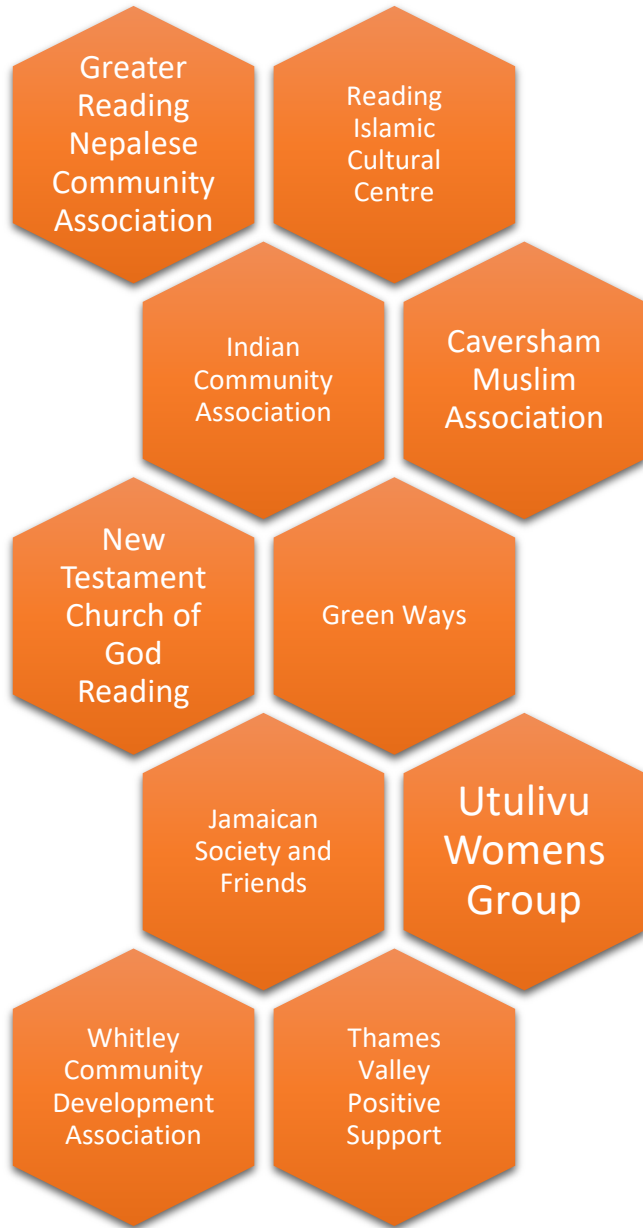 Greater
Reading
Nepalese
Community
Association
Reading
Islamic
Cultural
Centre
Indian
Community
Association
Caversham
Muslim
Association
New
Testament
Church of
God
Reading
Green Ways
Jamaican
Society and
Friends
Utulivu
Womens
Group
Whitley
Community
Development
Association
Thames
Valley
Positive
Support